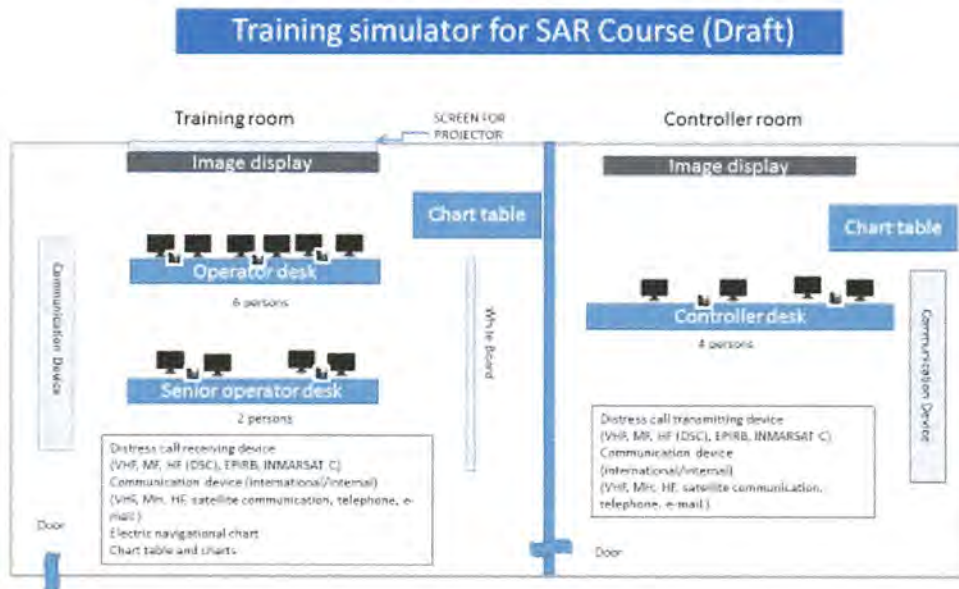 Training simulator for SAR Course (Draft)
Training room
SCREEN FOR
PROJECTOR
Controller room
Image display
Image display
Chart table
Chart table
Communication Device
Operator desk
6 persons
White Board
Controller desk
4 persons
Communication Device
Senior operator desk
2 persons
Distress call receiving device
(VHF, MF, HF (DSC), EPIRB, INMARSAT C)
Communication device (international/internal)
(VHF, MH, HF, satellite communication, telephone, e-
mail.)
Electric navigational chart
Chart table and charts
Distress call transmitting device
(VHF, MF, HF (DSC), EPIRB, INMARSAT C)
Communication device
(international/internal)
(VHF, MH, HF, satellite communication,
telephone, e-mail.)
Door
Door